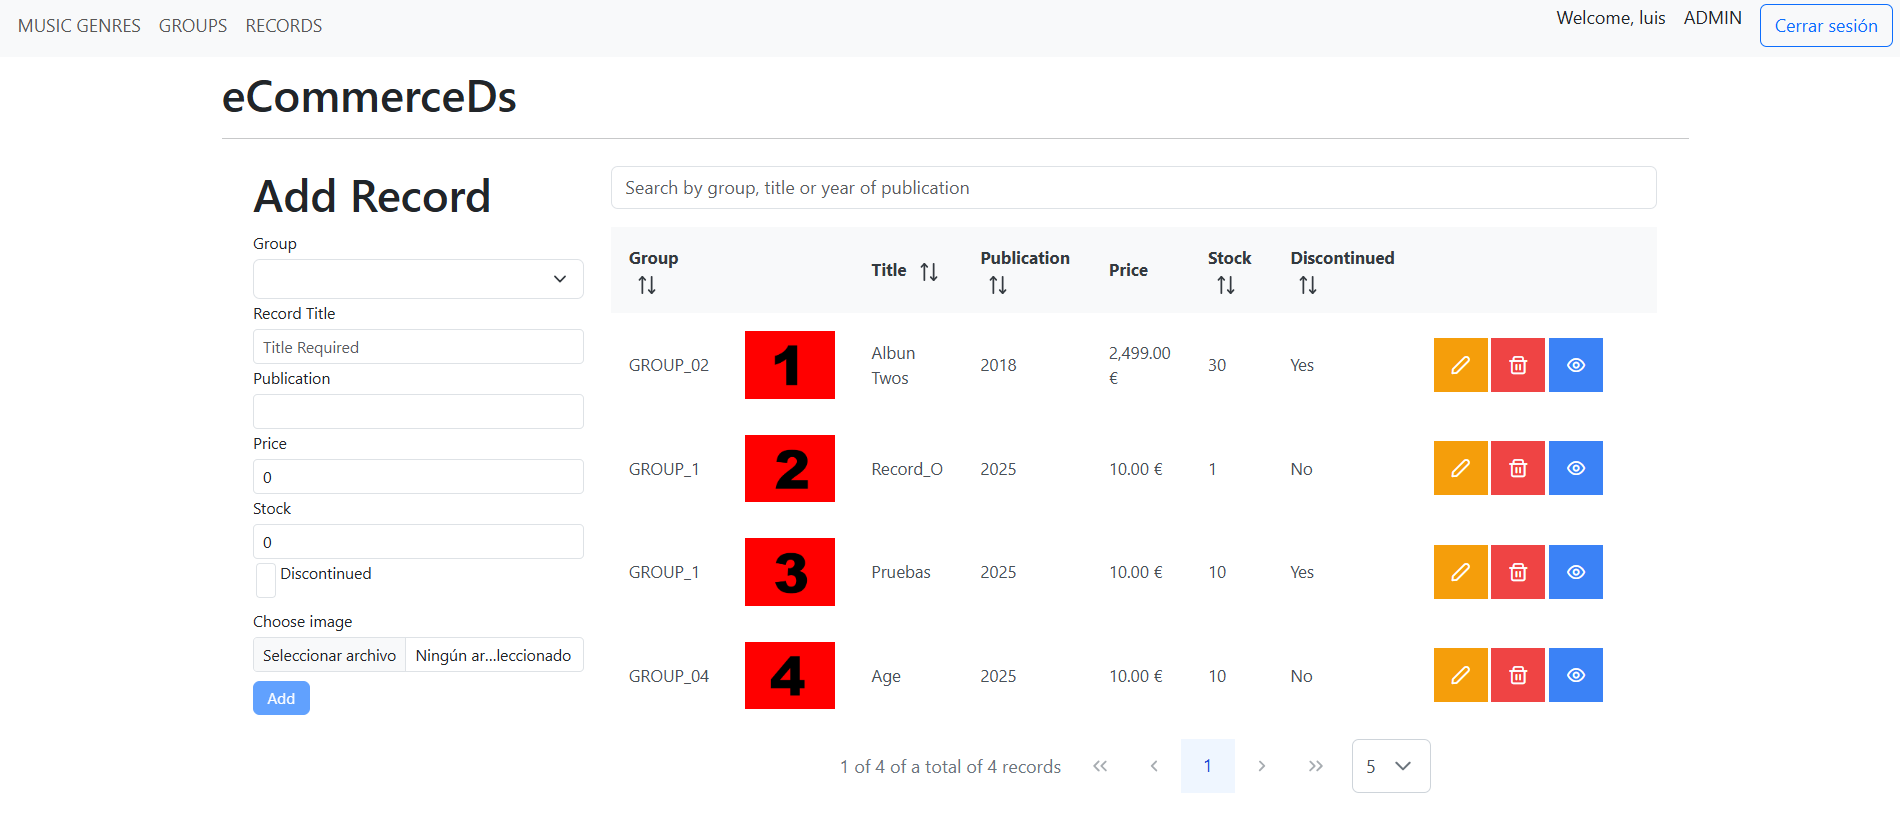 MUSIC GENRES GROUPS RECORDS Welcome, luis ADMIN Cerrar sesión
eCommerceDs
Add Record
Group
Record Title
Title Required
Publication
Price
0
Stock
0
Discontinued
Choose image
Seleccionar archivo Ningún ar...leccionado
Add
Search by group, title or year of publication
Group Title Publication Price Stock Discontinued
GROUP_02 1 Albun Twos 2018 2,499.00 € 30 Yes
GROUP_1 2 Record_O 2025 10.00 € 1 No
GROUP_1 3 Pruebas 2025 10.00 € 10 Yes
GROUP_04 4 Age 2025 10.00 € 10 No
1 of 4 of a total of 4 records 1 5